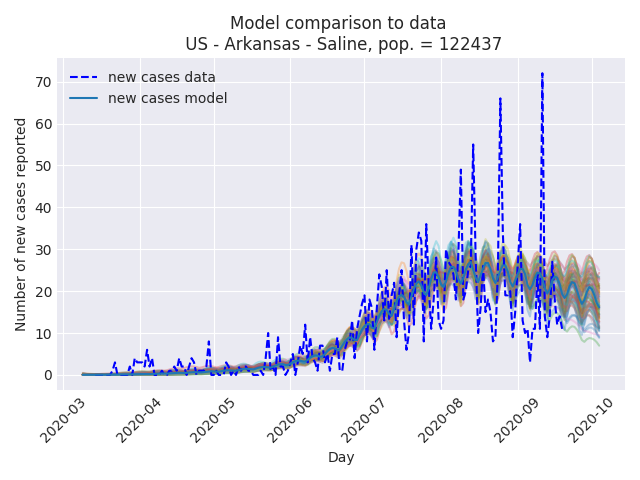 Model comparison to data
US - Arkansas - Saline, pop. = 122437
new cases data
new cases model
Number of new cases reported
70
60
50
40
30
20
10
0
2020-03
2020-04
2020-05
2020-06
2020-07
2020-08
2020-09
2020-10
Day